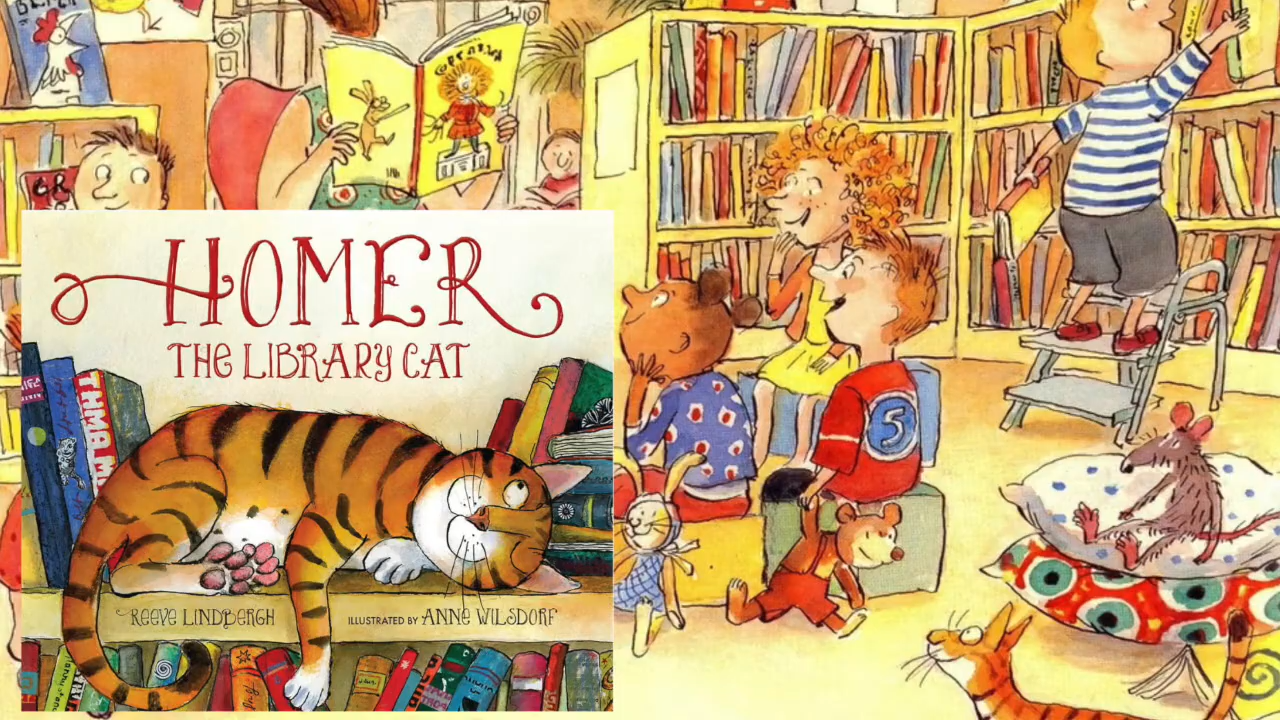 HOMER
THE LIBRARY CAT
REEVE LINDBERGH
ILLUSTRATED BY ANNE WILSDORF
5